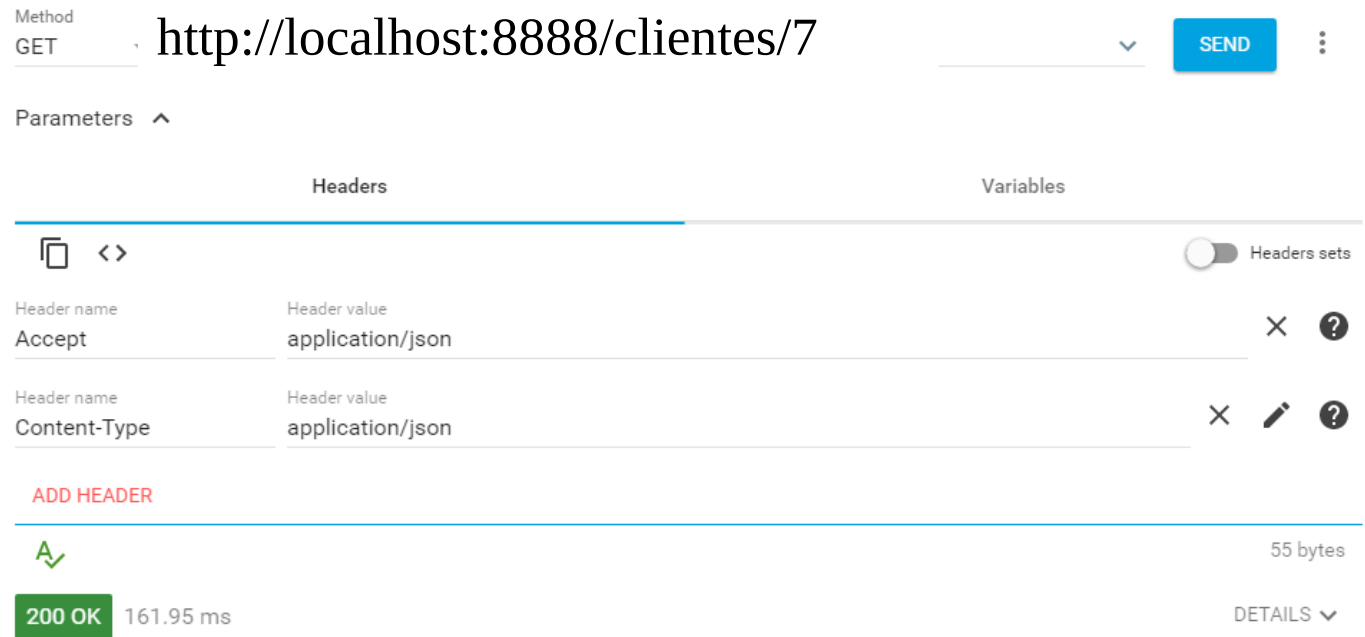 Method
GET http://localhost:8888/clientes/7 SEND
Parameters
Headers Variables
Headers sets
Header name Header value
Accept application/json
Header name Header value
Content-Type application/json
ADD HEADER
55 bytes
200 OK 161.95 ms DETAILS